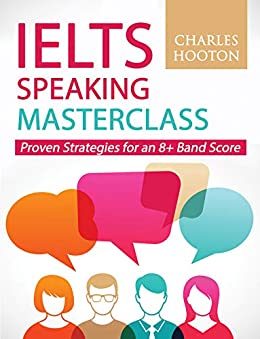 IELTS
CHARLES
HOOTON
SPEAKING
MASTERCLASS
Proven Strategies for an 8+ Band Score